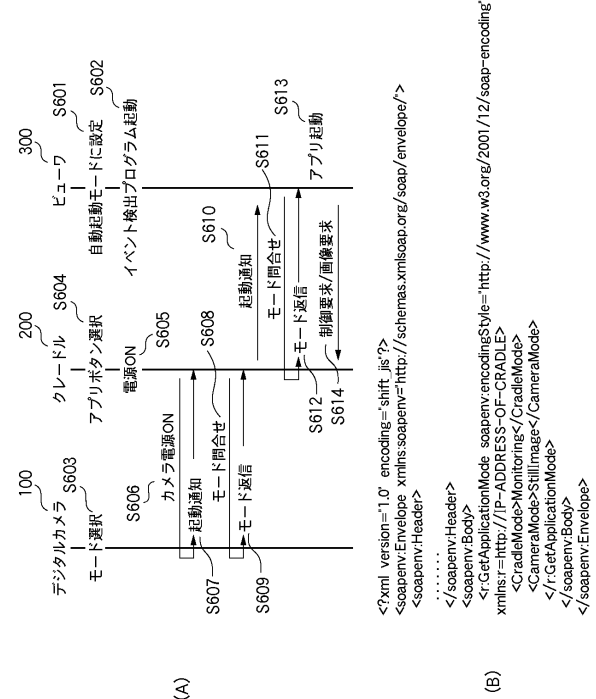 (A)
デジタルカメラ 100
クレードル 200
ビューワ 300
モード選択 S603
アプリボタン選択 S604
自動起動モードに設定 S601
イベント検出プログラム起動 S602
電源ON S605
S606
カメラ電源ON
起動通知
S607
S608
モード問合せ
モード返信
S609
S610
起動通知
S611
モード問合せ
モード返信
S612
S613
アプリ起動
制御要求/画像要求
S614
(B)
<?xml version="1.0" encoding="shift_jis"?>
<soapenv:Envelope xmlns:soapenv="http://schemas.xmlsoap.org/soap/envelope/">
<soapenv:Header>
.......
</soapenv:Header>
<soapenv:Body>
<r:GetApplicationMode soapenv:encodingStyle="http://www.w3.org/2001/12/soap-encoding"
xmlns:r=http://IP-ADDRESS-OF-CRADLE>
<CradleMode>Monitoring</CradleMode>
<CameraMode>StillImage</CameraMode>
</r:GetApplicationMode>
</soapenv:Body>
</soapenv:Envelope>